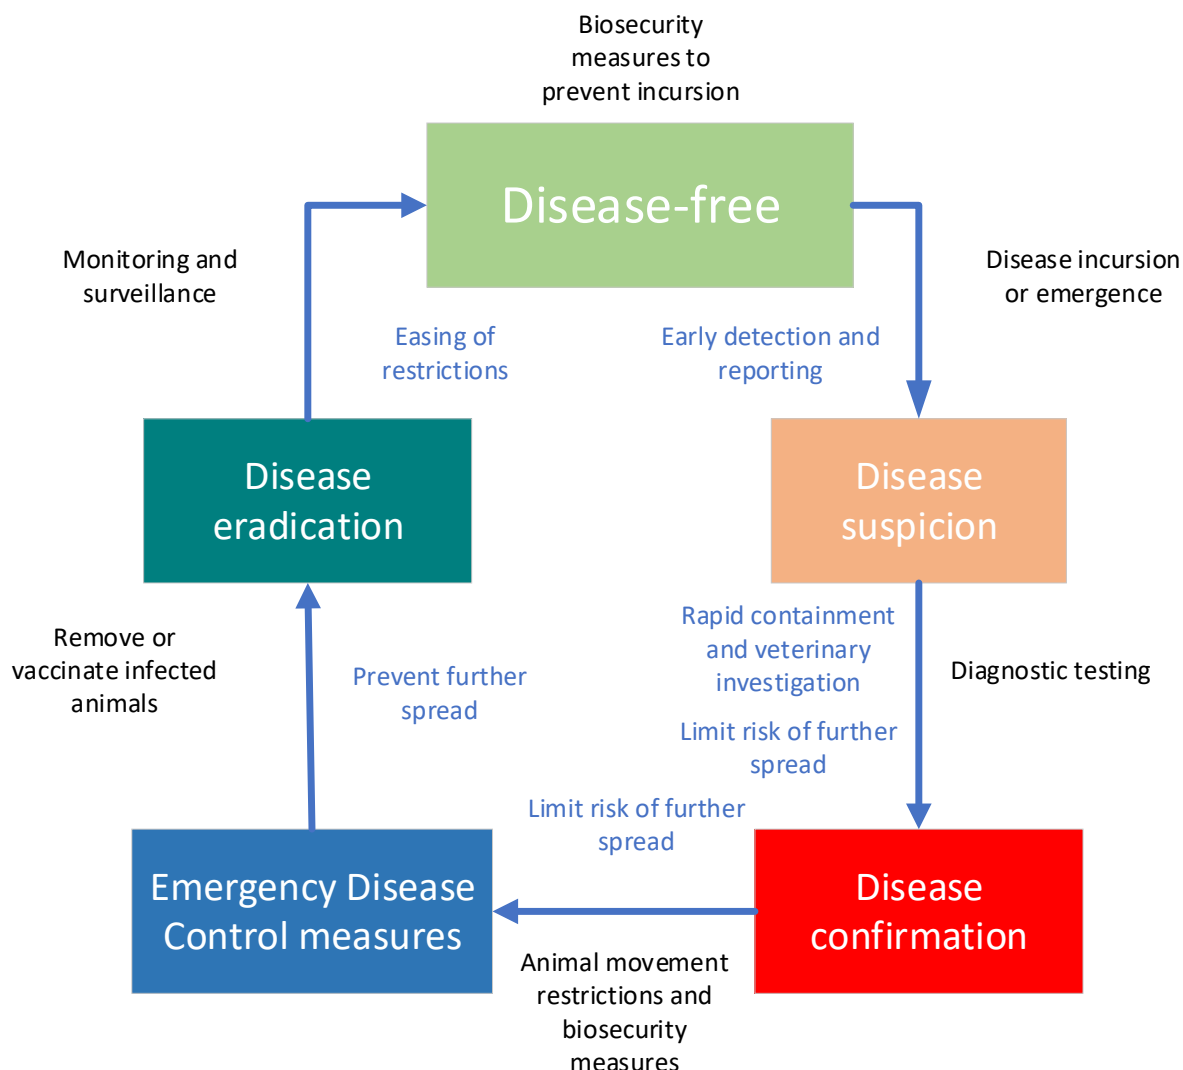 Biosecurity
measures to
prevent incursion
Disease-free
Monitoring and
surveillance
Disease incursion
or emergence
Easing of
restrictions
Early detection and
reporting
Disease
eradication
Disease
suspicion
Remove or
vaccinate infected
animals
Prevent further
spread
Rapid containment
and veterinary
investigation
Diagnostic testing
Limit risk of further
spread
Limit risk of further
spread
Emergency Disease
Control measures
Disease
confirmation
Animal movement
restrictions and
biosecurity
measures